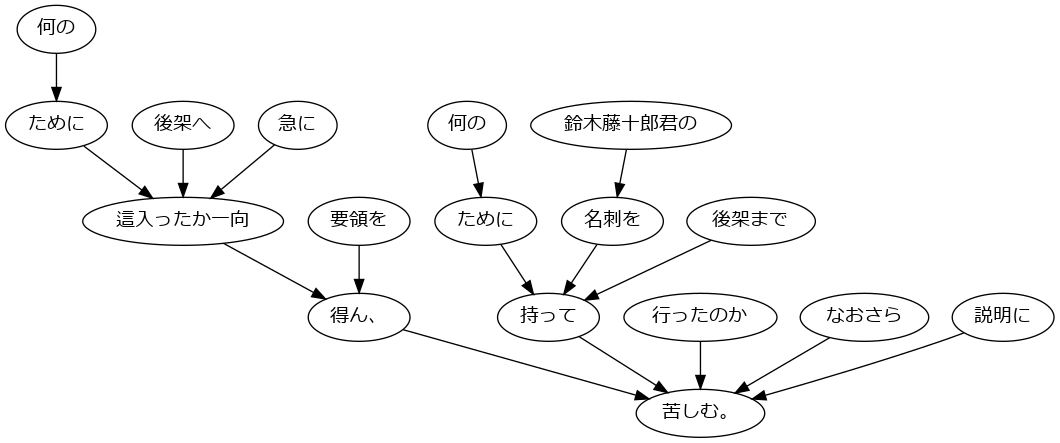 何の
ために
後架へ
急に
何の
鈴木藤十郎君の
這入ったか一向
要領を
ために
名刺を
後架まで
得ん、
持って
行ったのか
なおさら
説明に
苦しむ。